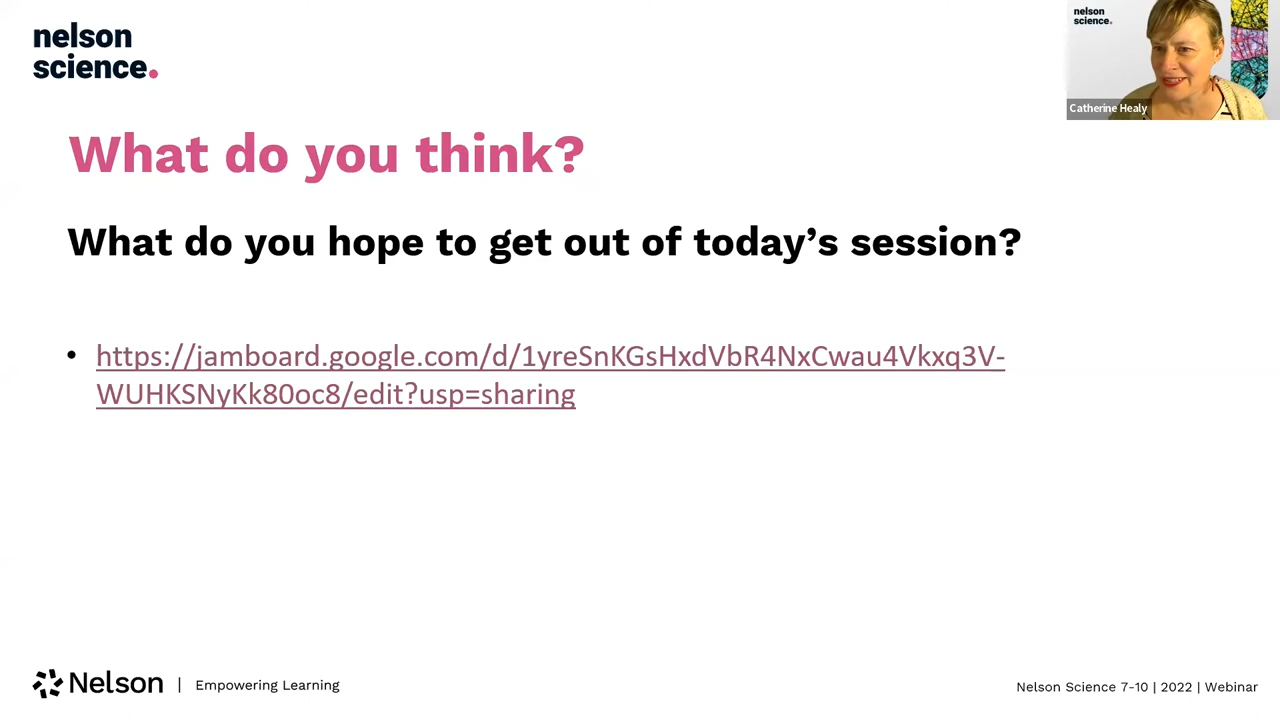 nelson
science.
nelson
science.
Catherine Healy
What do you think?
What do you hope to get out of today’s session?
• https://jamboard.google.com/d/1yreSnKGsHxdVbR4NxCwau4Vkxq3V-
WUHKSNyKk80oc8/edit?usp=sharing
Nelson | Empowering Learning
Nelson Science 7-10 | 2022 | Webinar